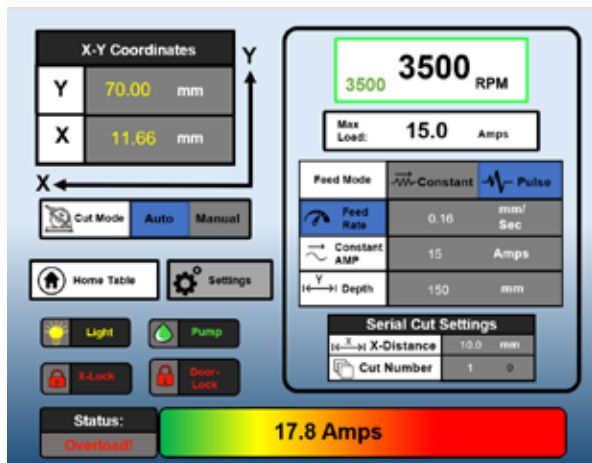 X-Y Coordinates
Y 70.00 mm
X 11.66 mm
Y
X
Cut Mode Auto Manual
Home Table Settings
Light Pump
X-Lock Door-
Lock
3500 3500 RPM
Max
Load: 15.0 Amps
Feed Mode Constant Pulse
Feed
Rate 0.16 mm/
Sec
Constant
AMP 15 Amps
Y Depth 150 mm
Serial Cut Settings
X X-Distance 10.0 mm
Cut Number 1 0
Status:
Overload!
17.8 Amps